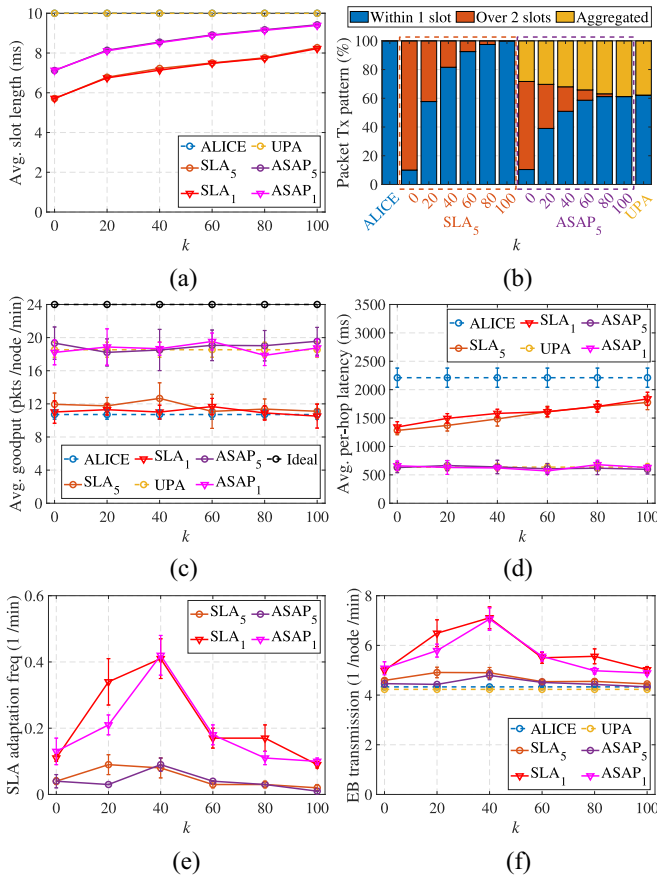 Avg. slot length (ms)
10
8
6
4
2
0
ALICE UPA
SLA5 ASAP5
SLA1 ASAP1
0 20 40 60 80 100
k
(a)
Within 1 slot Over 2 slots Aggregated
Packet Tx pattern (%)
100
80
60
40
20
0
ALICE 0 20 40 60 80 100 0 20 40 60 80 100 UPA
SLA5 ASAP5
k
(b)
Avg. goodput (pkts /node /min)
24
20
16
12
8
4
0
ALICE SLA1 ASAP5 Ideal
SLA5 UPA ASAP1
0 20 40 60 80 100
k
(c)
Avg. per-hop latency (ms)
3500
3000
2500
2000
1500
1000
500
0
ALICE SLA1 ASAP5
SLA5 UPA ASAP1
0 20 40 60 80 100
k
(d)
SLA adaptation freq (1 /min)
0.6
0.4
0.2
0
SLA5 ASAP5
SLA1 ASAP1
0 20 40 60 80 100
k
(e)
EB transmission (1 /node /min)
8
6
4
2
0
ALICE UPA
SLA5 ASAP5
SLA1 ASAP1
0 20 40 60 80 100
k
(f)